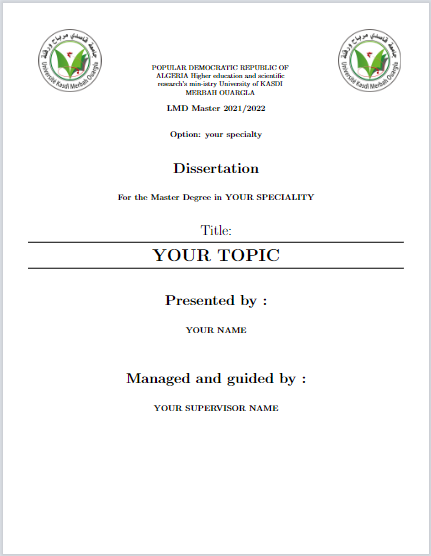 جامعة قاصدي مرباح ورقلة
Université Kasdi Merbah Ouargla
جامعة قاصدي مرباح ورقلة
Université Kasdi Merbah Ouargla
POPULAR DEMOCRATIC REPUBLIC OF
ALGERIA Higher education and scientific
research's min-istry University of KASDI
MERBAH OUARGLA
LMD Master 2021/2022
Option: your specialty
Dissertation
For the Master Degree in YOUR SPECIALITY
Title:
YOUR TOPIC
Presented by :
YOUR NAME
Managed and guided by :
YOUR SUPERVISOR NAME